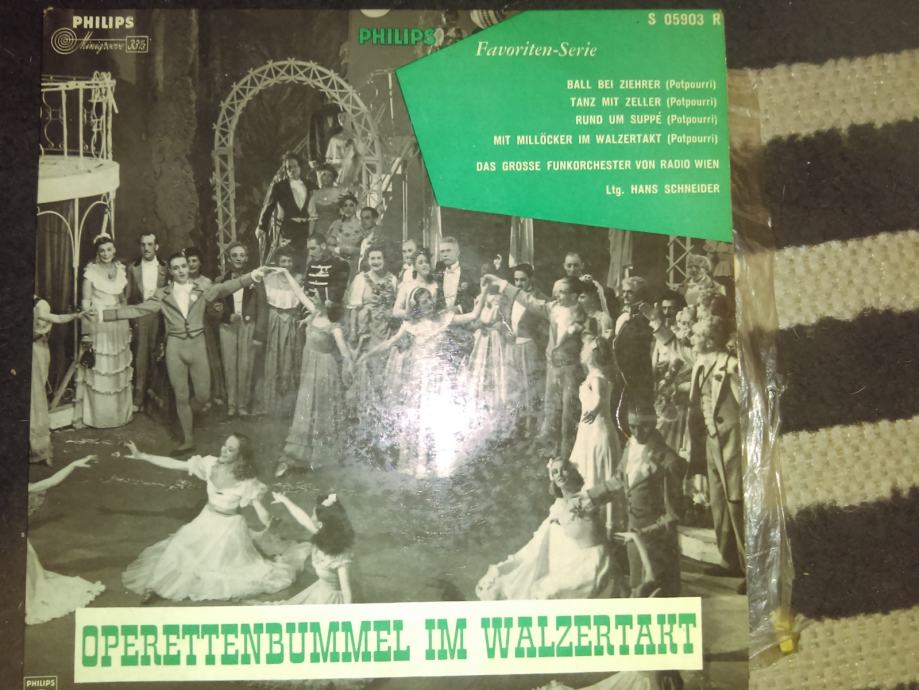 PHILIPS
Minigroove 33⅓
PHILIPS
S 05903 R
Favoriten-Serie
BALL BEI ZIEHRER (Potpourri)
TANZ MIT ZELLER (Potpourri)
RUND UM SUPPÉ (Potpourri)
MIT MILLÖCKER IM WALZERTAKT (Potpourri)
DAS GROSSE FUNKORCHESTER VON RADIO WIEN
Ltg. HANS SCHNEIDER
OPERETTENBUMMEL IM WALZERTAKT
PHILIPS